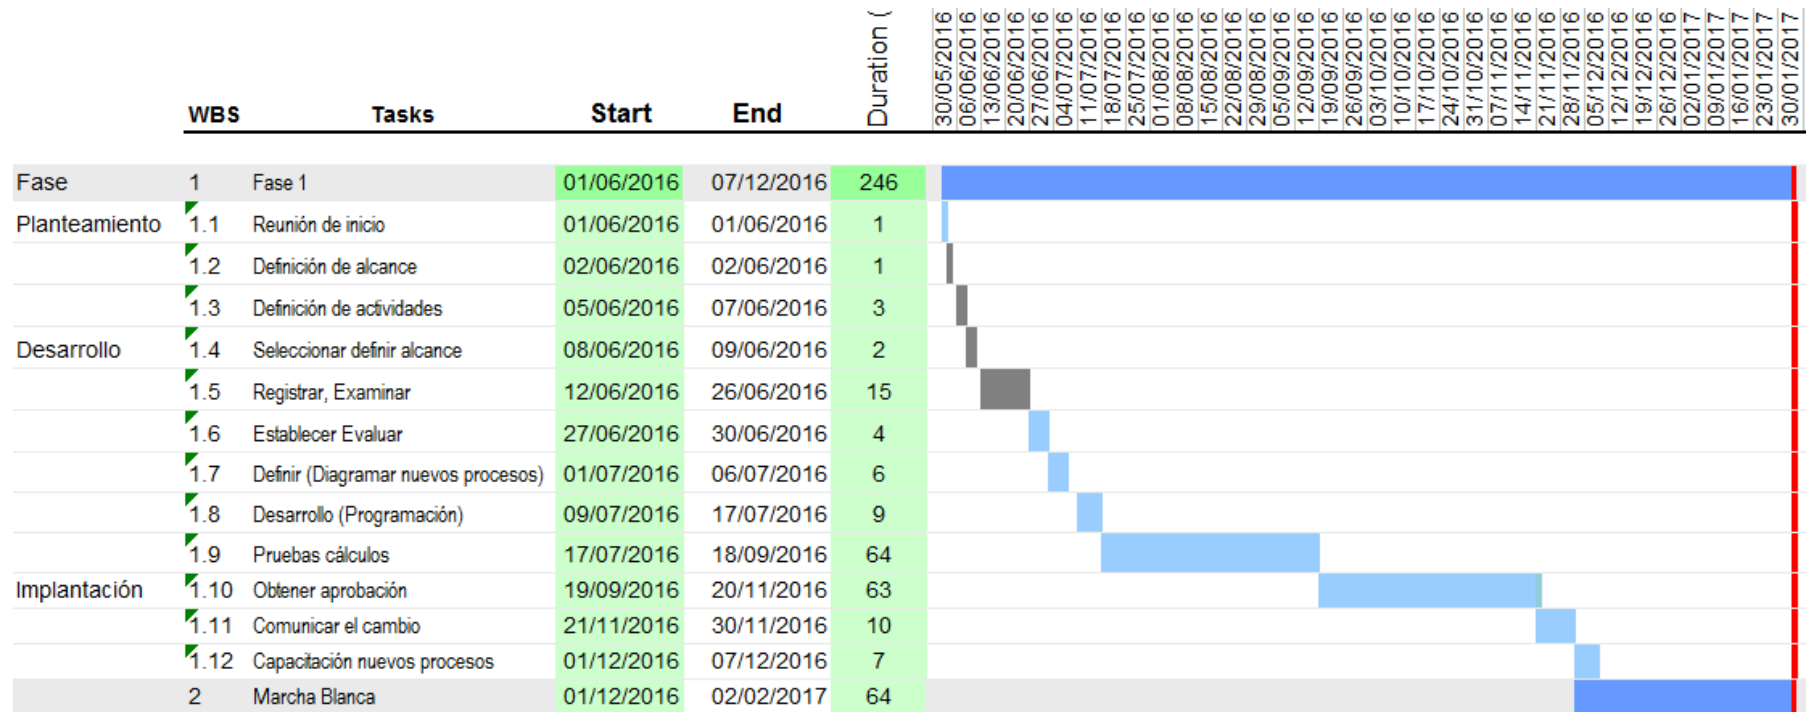 WBS Tasks Start End Duration ( 30/05/2016 06/06/2016 13/06/2016 20/06/2016 27/06/2016 04/07/2016 11/07/2016 18/07/2016 25/07/2016 01/08/2016 08/08/2016 15/08/2016 22/08/2016 29/08/2016 05/09/2016 12/09/2016 19/09/2016 26/09/2016 03/10/2016 10/10/2016 17/10/2016 24/10/2016 31/10/2016 07/11/2016 14/11/2016 21/11/2016 28/11/2016 05/12/2016 12/12/2016 19/12/2016 26/12/2016 02/01/2017 09/01/2017 16/01/2017 23/01/2017 30/01/2017
Fase 1 Fase 1 01/06/2016 07/12/2016 246
Planteamiento 1.1 Reunión de inicio 01/06/2016 01/06/2016 1
1.2 Definición de alcance 02/06/2016 02/06/2016 1
1.3 Definición de actividades 05/06/2016 07/06/2016 3
Desarrollo 1.4 Seleccionar definir alcance 08/06/2016 09/06/2016 2
1.5 Registrar, Examinar 12/06/2016 26/06/2016 15
1.6 Establecer Evaluar 27/06/2016 30/06/2016 4
1.7 Definir (Diagramar nuevos procesos) 01/07/2016 06/07/2016 6
1.8 Desarrollo (Programación) 09/07/2016 17/07/2016 9
1.9 Pruebas cálculos 17/07/2016 18/09/2016 64
Implantación 1.10 Obtener aprobación 19/09/2016 20/11/2016 63
1.11 Comunicar el cambio 21/11/2016 30/11/2016 10
1.12 Capacitación nuevos procesos 01/12/2016 07/12/2016 7
2 Marcha Blanca 01/12/2016 02/02/2017 64